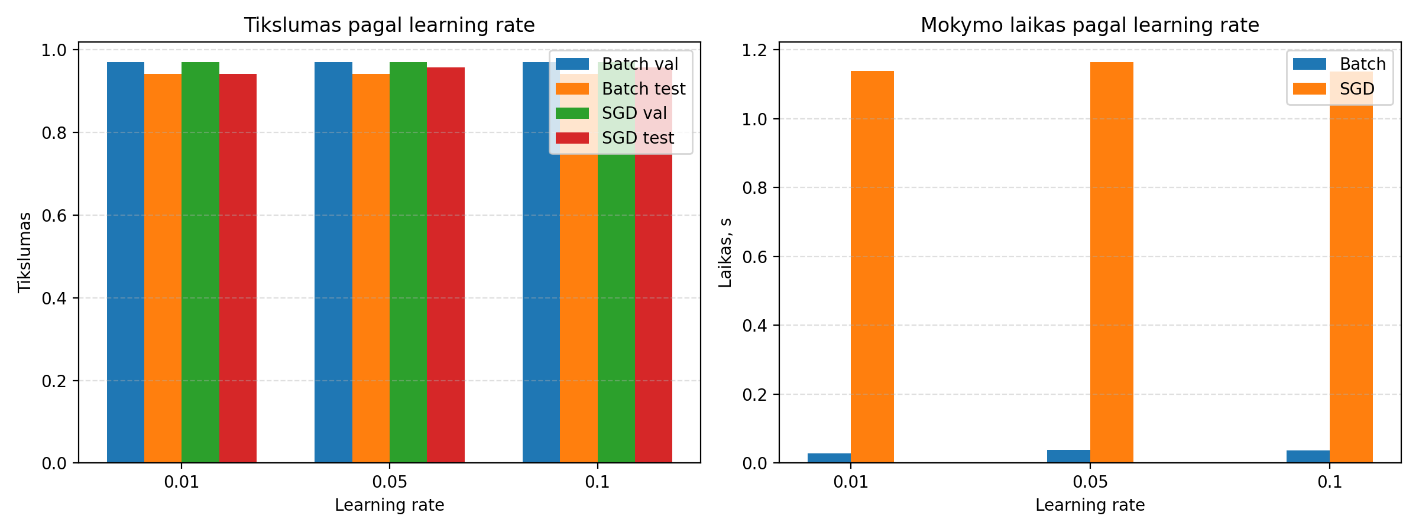 Tikslumas pagal learning rate
1.0
0.8
0.6
0.4
0.2
0.0
Tikslumas
Batch val
Batch test
SGD val
SGD test
0.01
0.05
0.1
Learning rate
Mokymo laikas pagal learning rate
1.2
1.0
0.8
0.6
0.4
0.2
0.0
Laikas, s
Batch
SGD
0.01
0.05
0.1
Learning rate